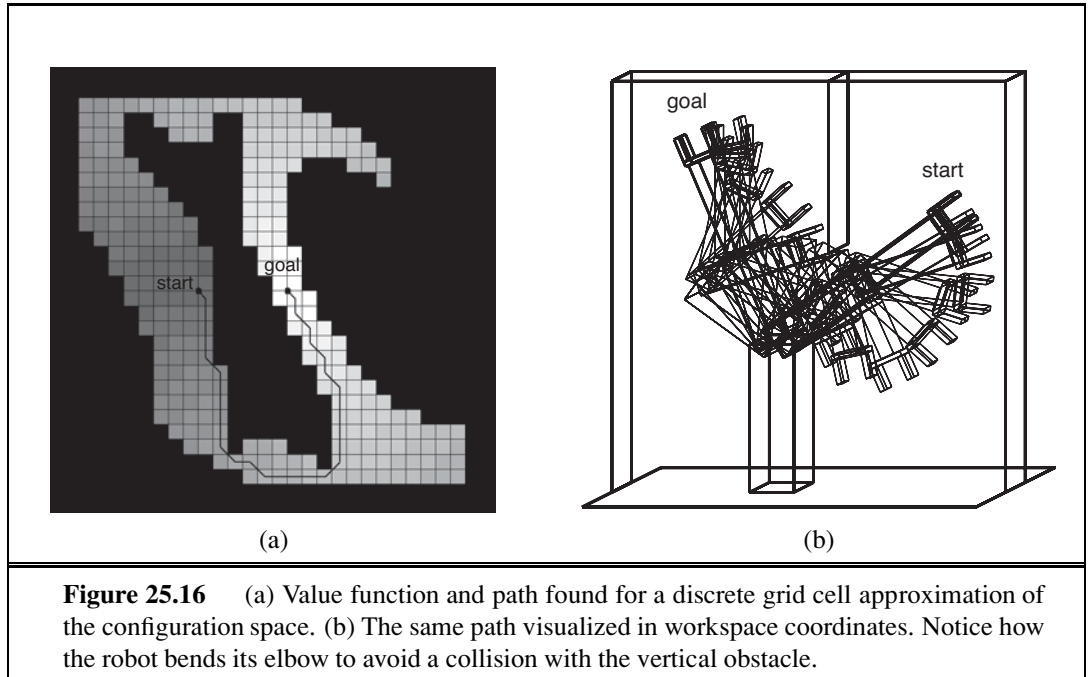 goal
start
goal
start
(a)
(b)
Figure 25.16 (a) Value function and path found for a discrete grid cell approximation of
the configuration space. (b) The same path visualized in workspace coordinates. Notice how
the robot bends its elbow to avoid a collision with the vertical obstacle.